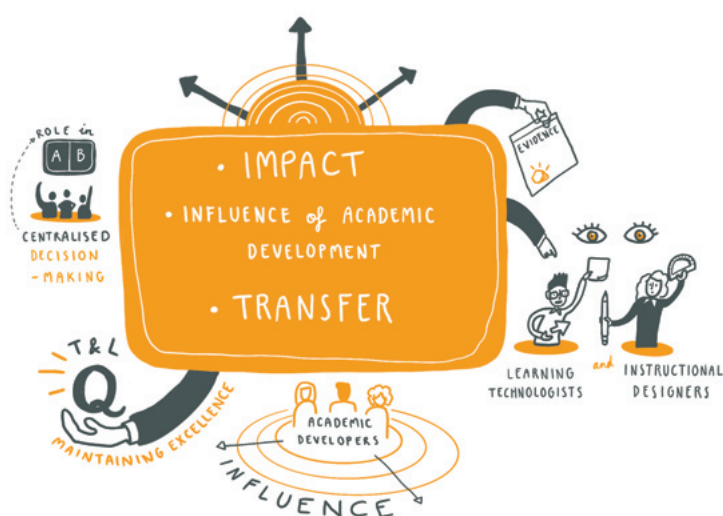 ROLE in
A B
CENTRALISED
DECISION
- MAKING
• IMPACT
• INFLUENCE of ACADEMIC
DEVELOPMENT
• TRANSFER
EVIDENCE
LEARNING
TECHNOLOGISTS
and
INSTRUCTIONAL
DESIGNERS
T & L
Q
MAINTAINING EXCELLENCE
ACADEMIC
DEVELOPERS
INFLUENCE